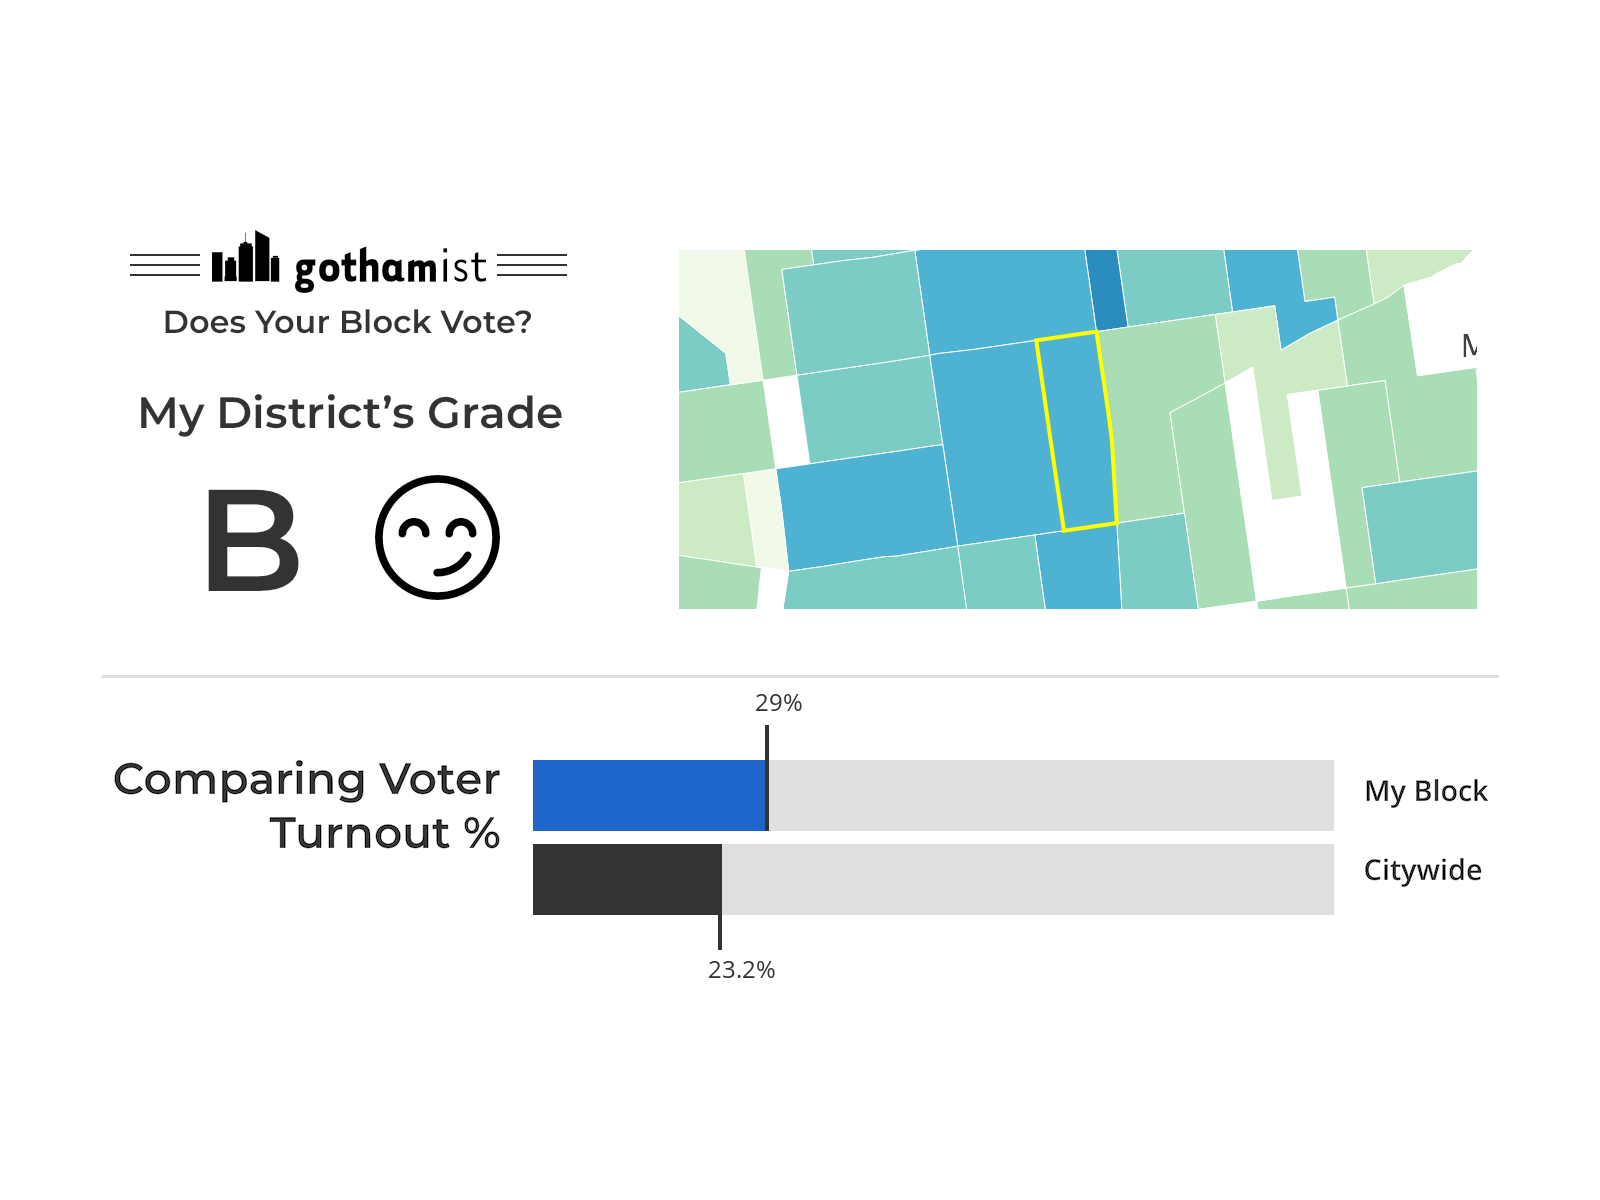 gothamist
Does Your Block Vote?
My District’s Grade
B
M
29%
Comparing Voter
Turnout %
My Block
Citywide
23.2%